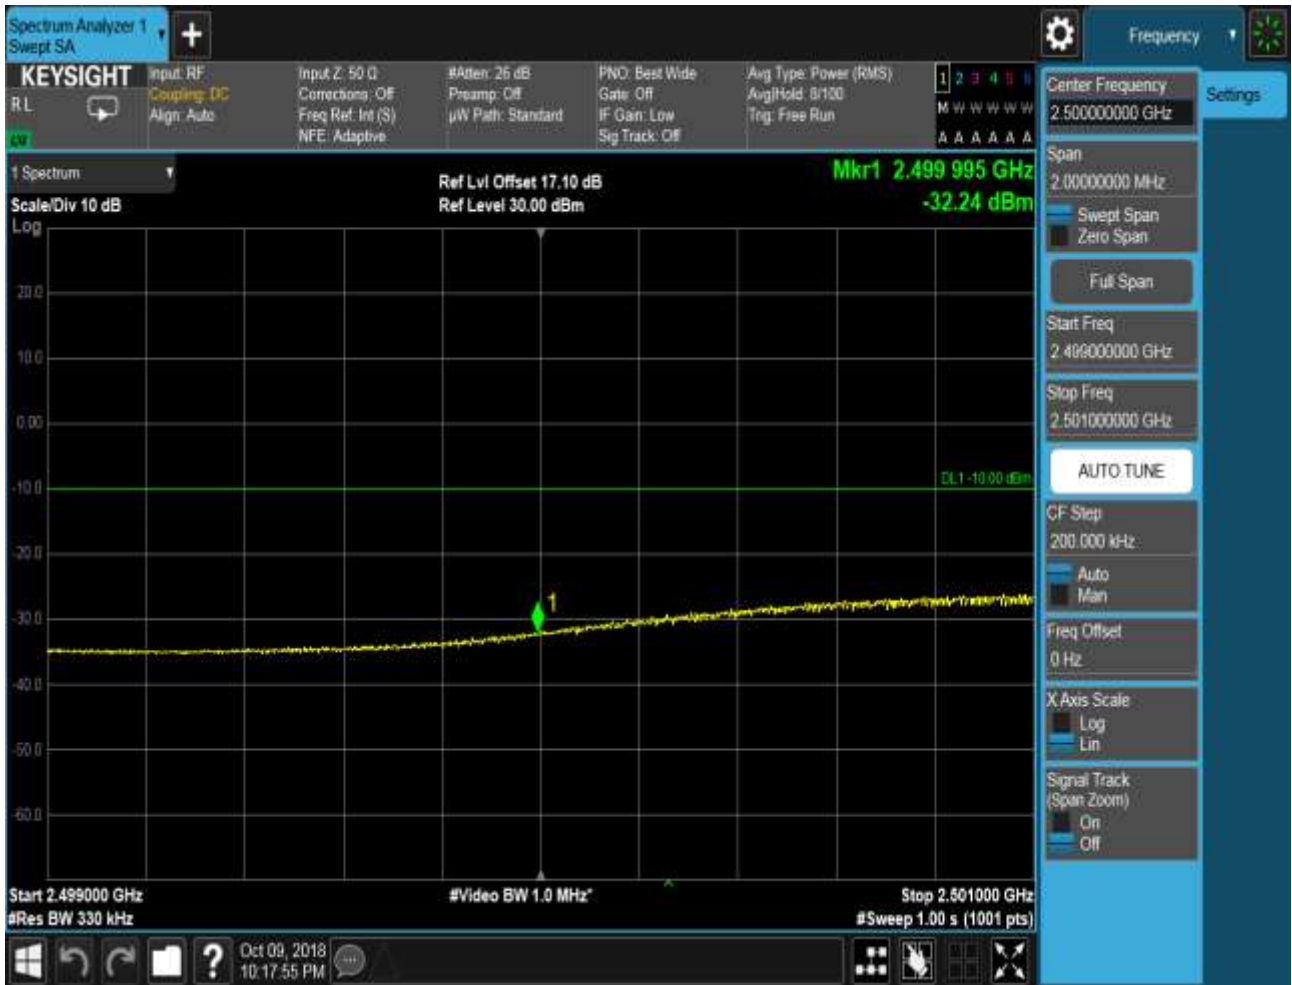 Spectrum Analyzer 1
Swept SA
Frequency
KEYSIGHT
RL
Input: RF
Coupling: DC
Align: Auto
Input Z: 50 Ω
Corrections: Off
Freq Ref: Int (S)
NFE: Adaptive
#Atten: 26 dB
Preamp: Off
µW Path: Standard
PNO: Best Wide
Gate: Off
IF Gain: Low
Sig Track: Off
Avg Type: Power (RMS)
Avg|Hold: 8/100
Trig: Free Run
1 2 3 4 5 6
M W W W W W
A A A A A A
1 Spectrum
Scale/Div 10 dB
Log
Ref Lvl Offset 17.10 dB
Ref Level 30.00 dBm
Mkr1 2.499 995 GHz
-32.24 dBm
20.0
10.0
0.00
-10.0
-20.0
-30.0
-40.0
-50.0
-60.0
DL1 -10.00 dBm
1
Start 2.499000 GHz
#Res BW 330 kHz
#Video BW 1.0 MHz*
Stop 2.501000 GHz
#Sweep 1.00 s (1001 pts)
Center Frequency
2.500000000 GHz
Settings
Span
2.00000000 MHz
Swept Span
Zero Span
Full Span
Start Freq
2.499000000 GHz
Stop Freq
2.501000000 GHz
AUTO TUNE
CF Step
200.000 kHz
Auto
Man
Freq Offset
0 Hz
X Axis Scale
Log
Lin
Signal Track
(Span Zoom)
On
Off
?
Oct 09, 2018
10:17:55 PM